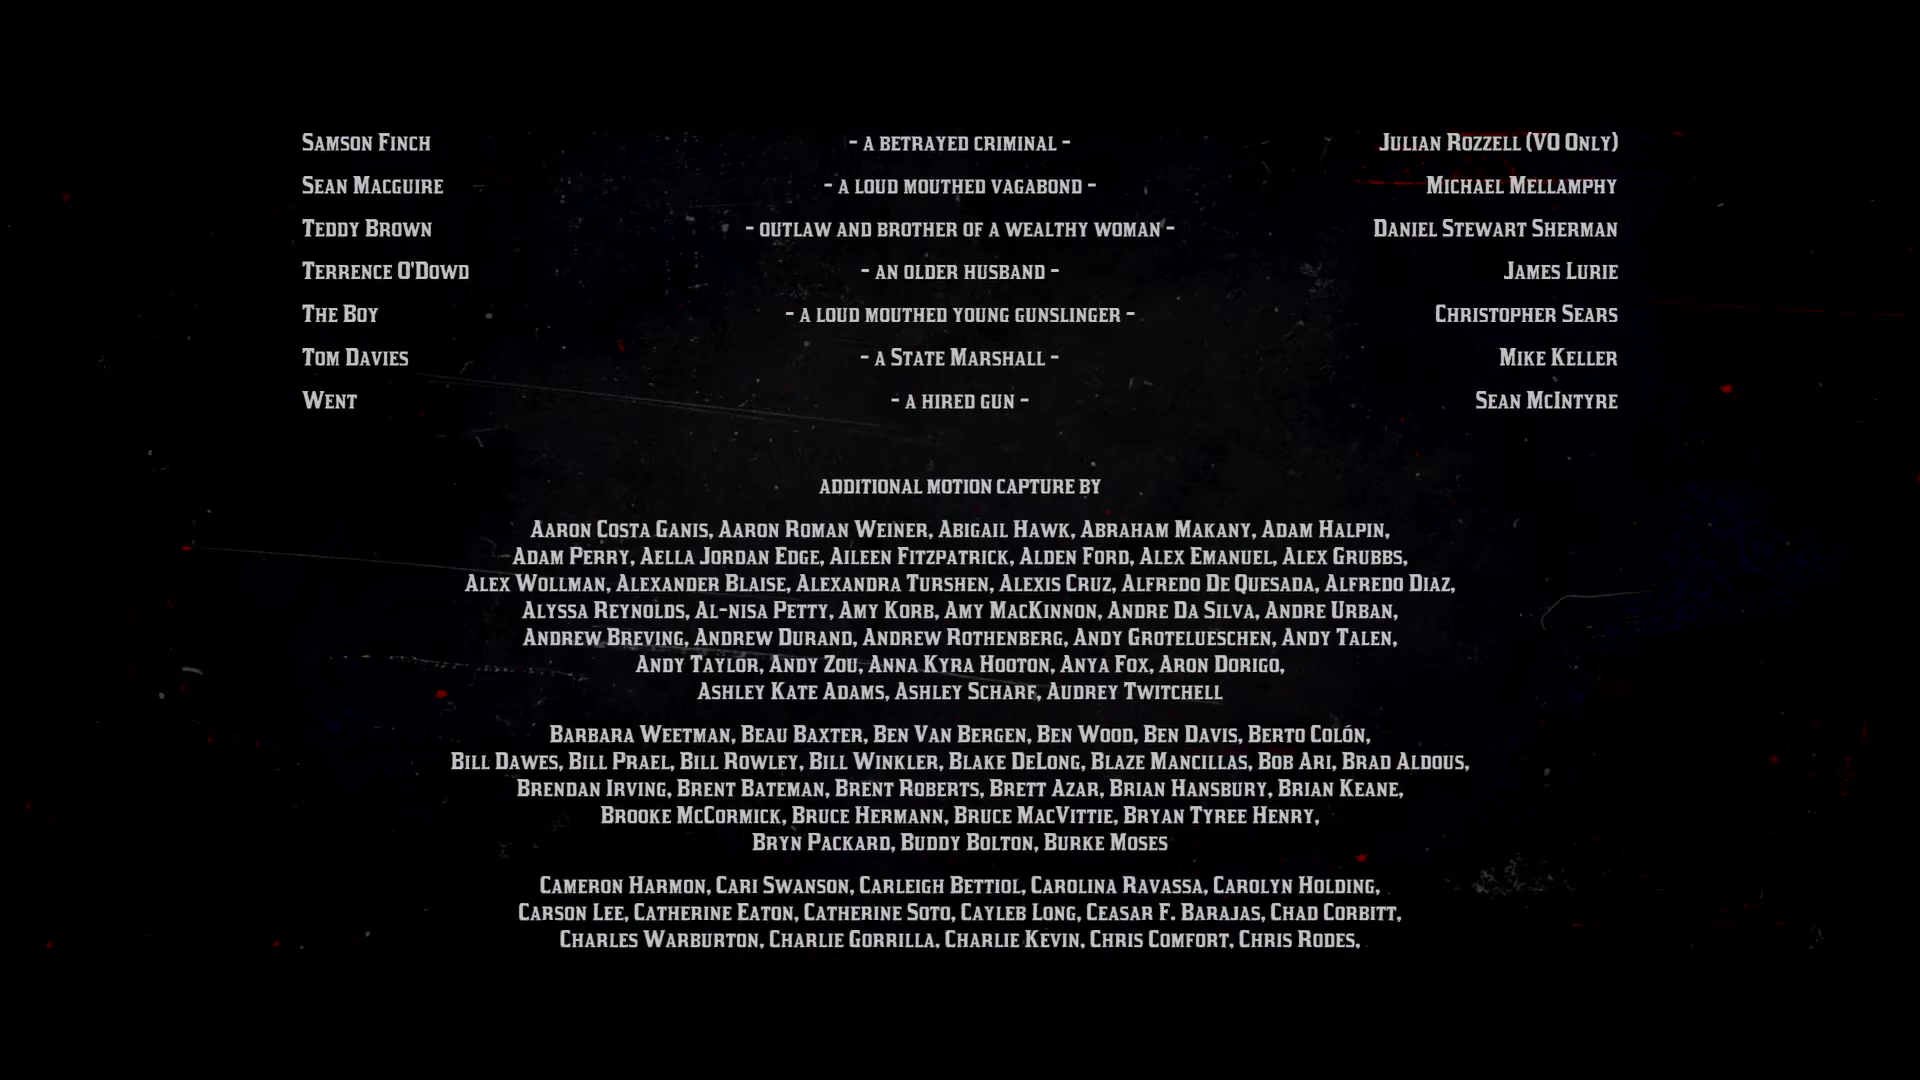 Samson Finch - a betrayed criminal - Julian Rozzell (VO Only)
Sean Macguire - a loud mouthed vagabond - Michael Mellamphy
Teddy Brown - outlaw and brother of a wealthy woman - Daniel Stewart Sherman
Terrence O'Dowd - an older husband - James Lurie
The Boy - a loud mouthed young gunslinger - Christopher Sears
Tom Davies - a State Marshall - Mike Keller
Went - a hired gun - Sean McIntyre
additional motion capture by
Aaron Costa Ganis, Aaron Roman Weiner, Abigail Hawk, Abraham Makany, Adam Halpin,
Adam Perry, Aella Jordan Edge, Aileen Fitzpatrick, Alden Ford, Alex Emanuel, Alex Grubbs,
Alex Wollman, Alexander Blaise, Alexandra Turshen, Alexis Cruz, Alfredo De Quesada, Alfredo Diaz,
Alyssa Reynolds, Al-nisa Petty, Amy Korb, Amy MacKinnon, Andre Da Silva, Andre Urban,
Andrew Breving, Andrew Durand, Andrew Rothenberg, Andy Grotelueschen, Andy Talen,
Andy Taylor, Andy Zou, Anna Kyra Hooton, Anya Fox, Aron Dorigo,
Ashley Kate Adams, Ashley Scharf, Audrey Twitchell
Barbara Weetman, Beau Baxter, Ben Van Bergen, Ben Wood, Ben Davis, Berto Colón,
Bill Dawes, Bill Prael, Bill Rowley, Bill Winkler, Blake DeLong, Blaze Mancillas, Bob Ari, Brad Aldous,
Brendan Irving, Brent Bateman, Brent Roberts, Brett Azar, Brian Hansbury, Brian Keane,
Brooke McCormick, Bruce Hermann, Bruce MacVittie, Bryan Tyree Henry,
Bryn Packard, Buddy Bolton, Burke Moses
Cameron Harmon, Cari Swanson, Carleigh Bettiol, Carolina Ravassa, Carolyn Holding,
Carson Lee, Catherine Eaton, Catherine Soto, Cayleb Long, Ceasar F. Barajas, Chad Corbitt,
Charles Warburton, Charlie Gorrilla, Charlie Kevin, Chris Comfort, Chris Rodes,